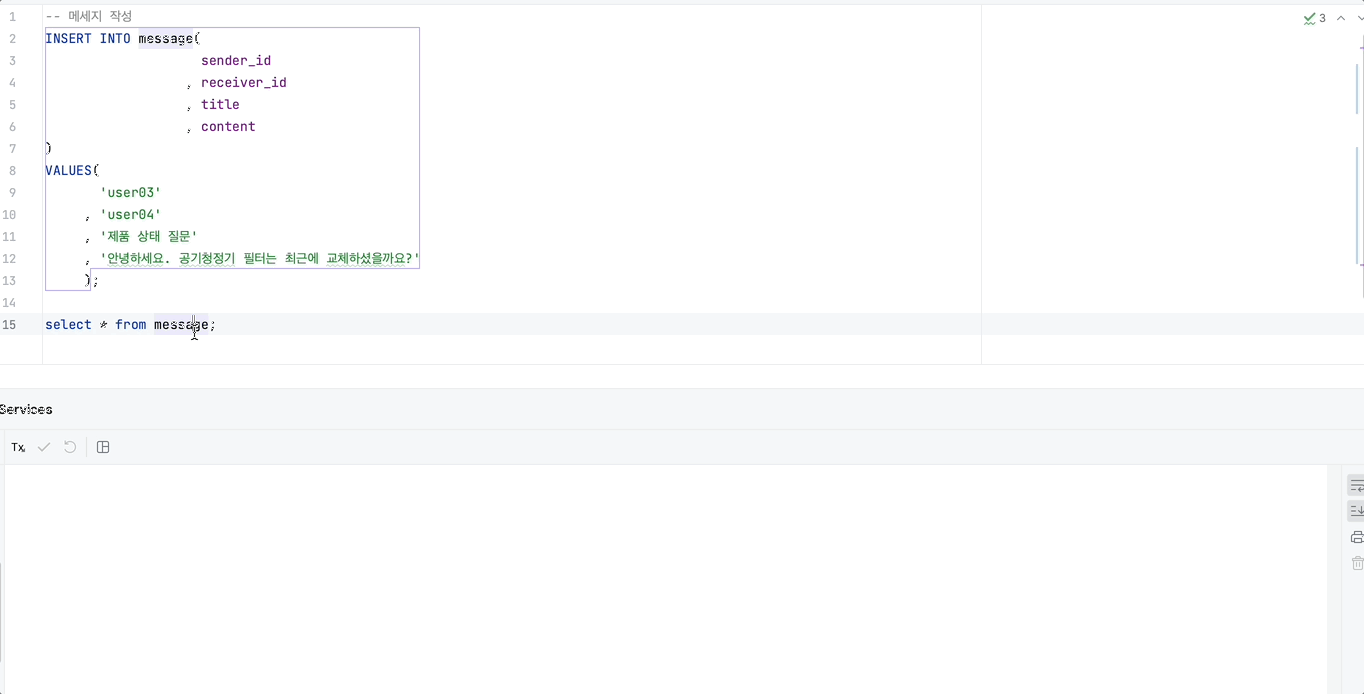 1 -- 메세지 작성
2 INSERT INTO message(
3 sender_id
4 , receiver_id
5 , title
6 , content
7 )
8 VALUES(
9 'user03'
10 , 'user04'
11 , '제품 상태 질문'
12 , '안녕하세요. 공기청정기 필터는 최근에 교체하셨을까요?'
13 );
14
15 select * from message;
3
Services
Tx